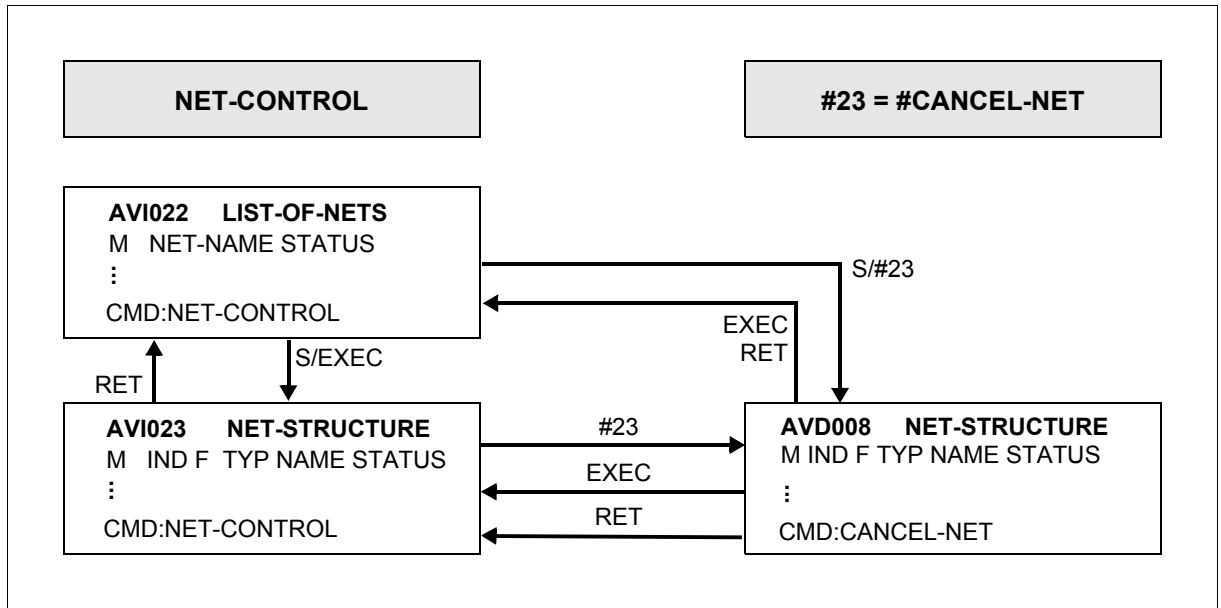 NET-CONTROL
#23 = #CANCEL-NET
AVI022 LIST-OF-NETS
M NET-NAME STATUS
⋮
CMD:NET-CONTROL
S/#23
EXEC
RET
S/EXEC
RET
AVI023 NET-STRUCTURE
M IND F TYP NAME STATUS
⋮
CMD:NET-CONTROL
#23
EXEC
RET
AVD008 NET-STRUCTURE
M IND F TYP NAME STATUS
⋮
CMD:CANCEL-NET